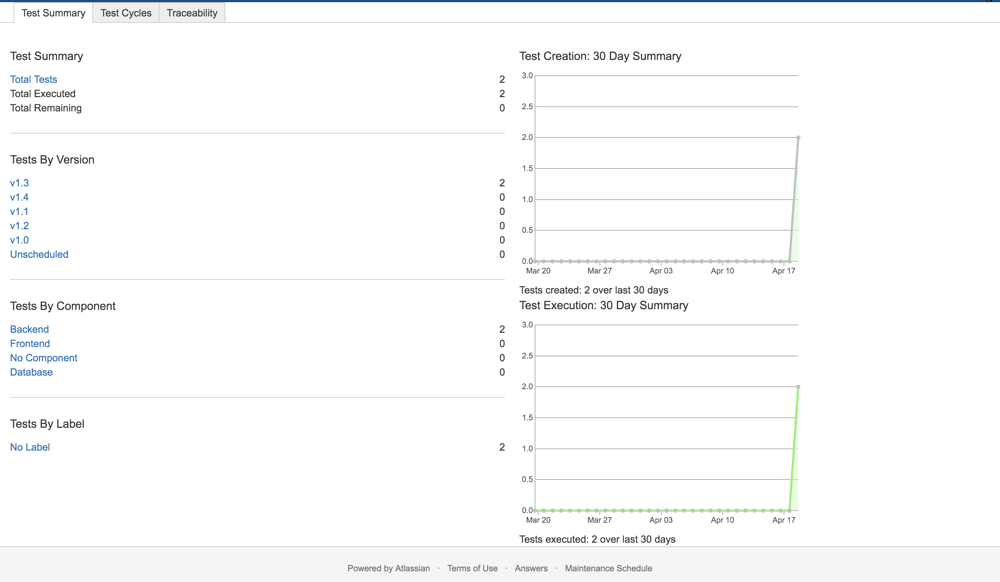 Test Summary Test Cycles Traceability
Test Summary
Total Tests 2
Total Executed 2
Total Remaining 0
Tests By Version
v1.3 2
v1.4 0
v1.1 0
v1.2 0
v1.0 0
Unscheduled 0
Tests By Component
Backend 2
Frontend 0
No Component 0
Database 0
Tests By Label
No Label 2
Test Creation: 30 Day Summary
3.0
2.5
2.0
1.5
1.0
0.5
0.0
Mar 20 Mar 27 Apr 03 Apr 10 Apr 17
Tests created: 2 over last 30 days
Test Execution: 30 Day Summary
3.0
2.5
2.0
1.5
1.0
0.5
0.0
Mar 20 Mar 27 Apr 03 Apr 10 Apr 17
Tests executed: 2 over last 30 days
Powered by Atlassian · Terms of Use · Answers · Maintenance Schedule